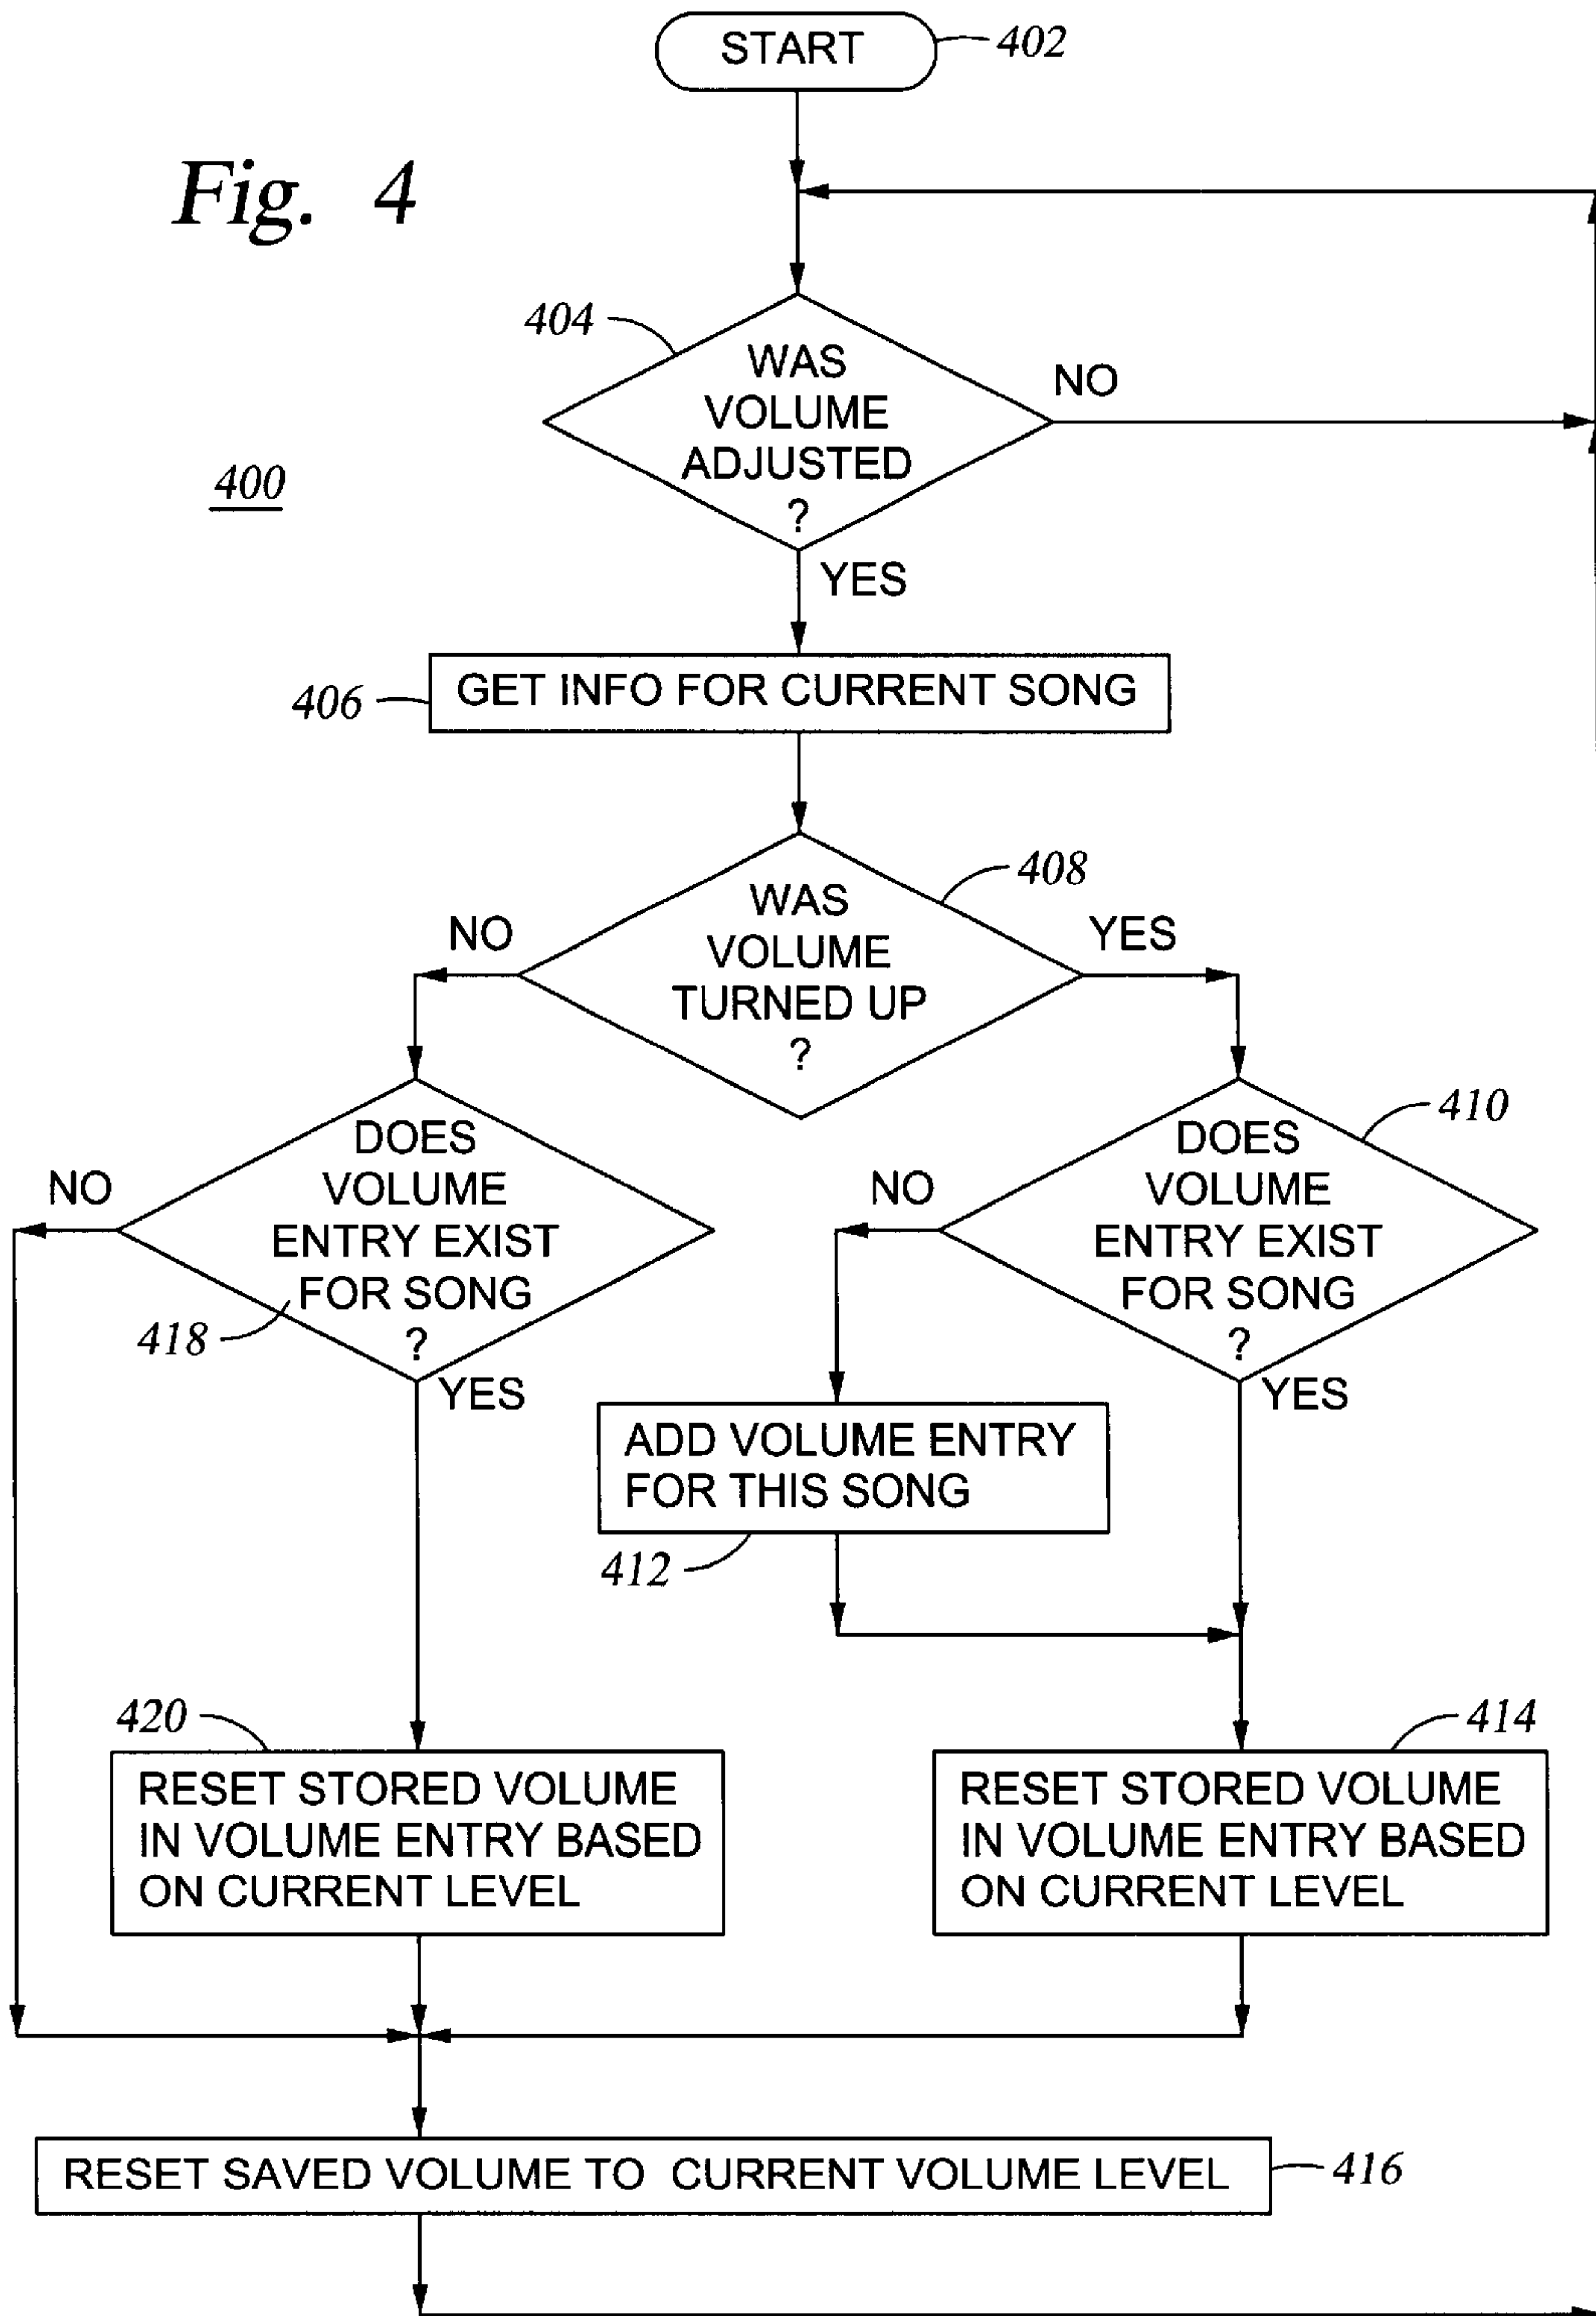 START
402
Fig. 4
404
WAS
VOLUME
ADJUSTED
?
NO
400
YES
406
GET INFO FOR CURRENT SONG
408
WAS
VOLUME
TURNED UP
?
NO
YES
410
DOES
VOLUME
ENTRY EXIST
FOR SONG
?
NO
418
YES
DOES
VOLUME
ENTRY EXIST
FOR SONG
?
NO
YES
ADD VOLUME ENTRY
FOR THIS SONG
412
420
RESET STORED VOLUME
IN VOLUME ENTRY BASED
ON CURRENT LEVEL
414
RESET STORED VOLUME
IN VOLUME ENTRY BASED
ON CURRENT LEVEL
RESET SAVED VOLUME TO CURRENT VOLUME LEVEL
416